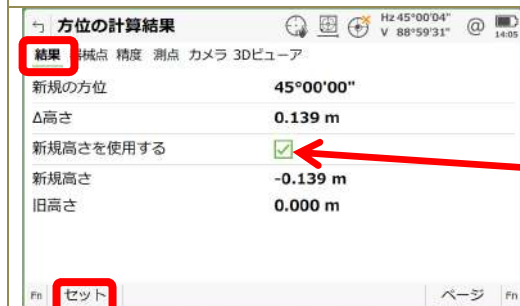 方位の計算結果
Hz 45°00'04"
V 88°59'31"
@
14:05
結果 器械点 精度 測点 カメラ 3Dビューア
新規の方位 45°00'00"
Δ高さ 0.139 m
新規高さを使用する
新規高さ -0.139 m
旧高さ 0.000 m
Fn セット ページ Fn